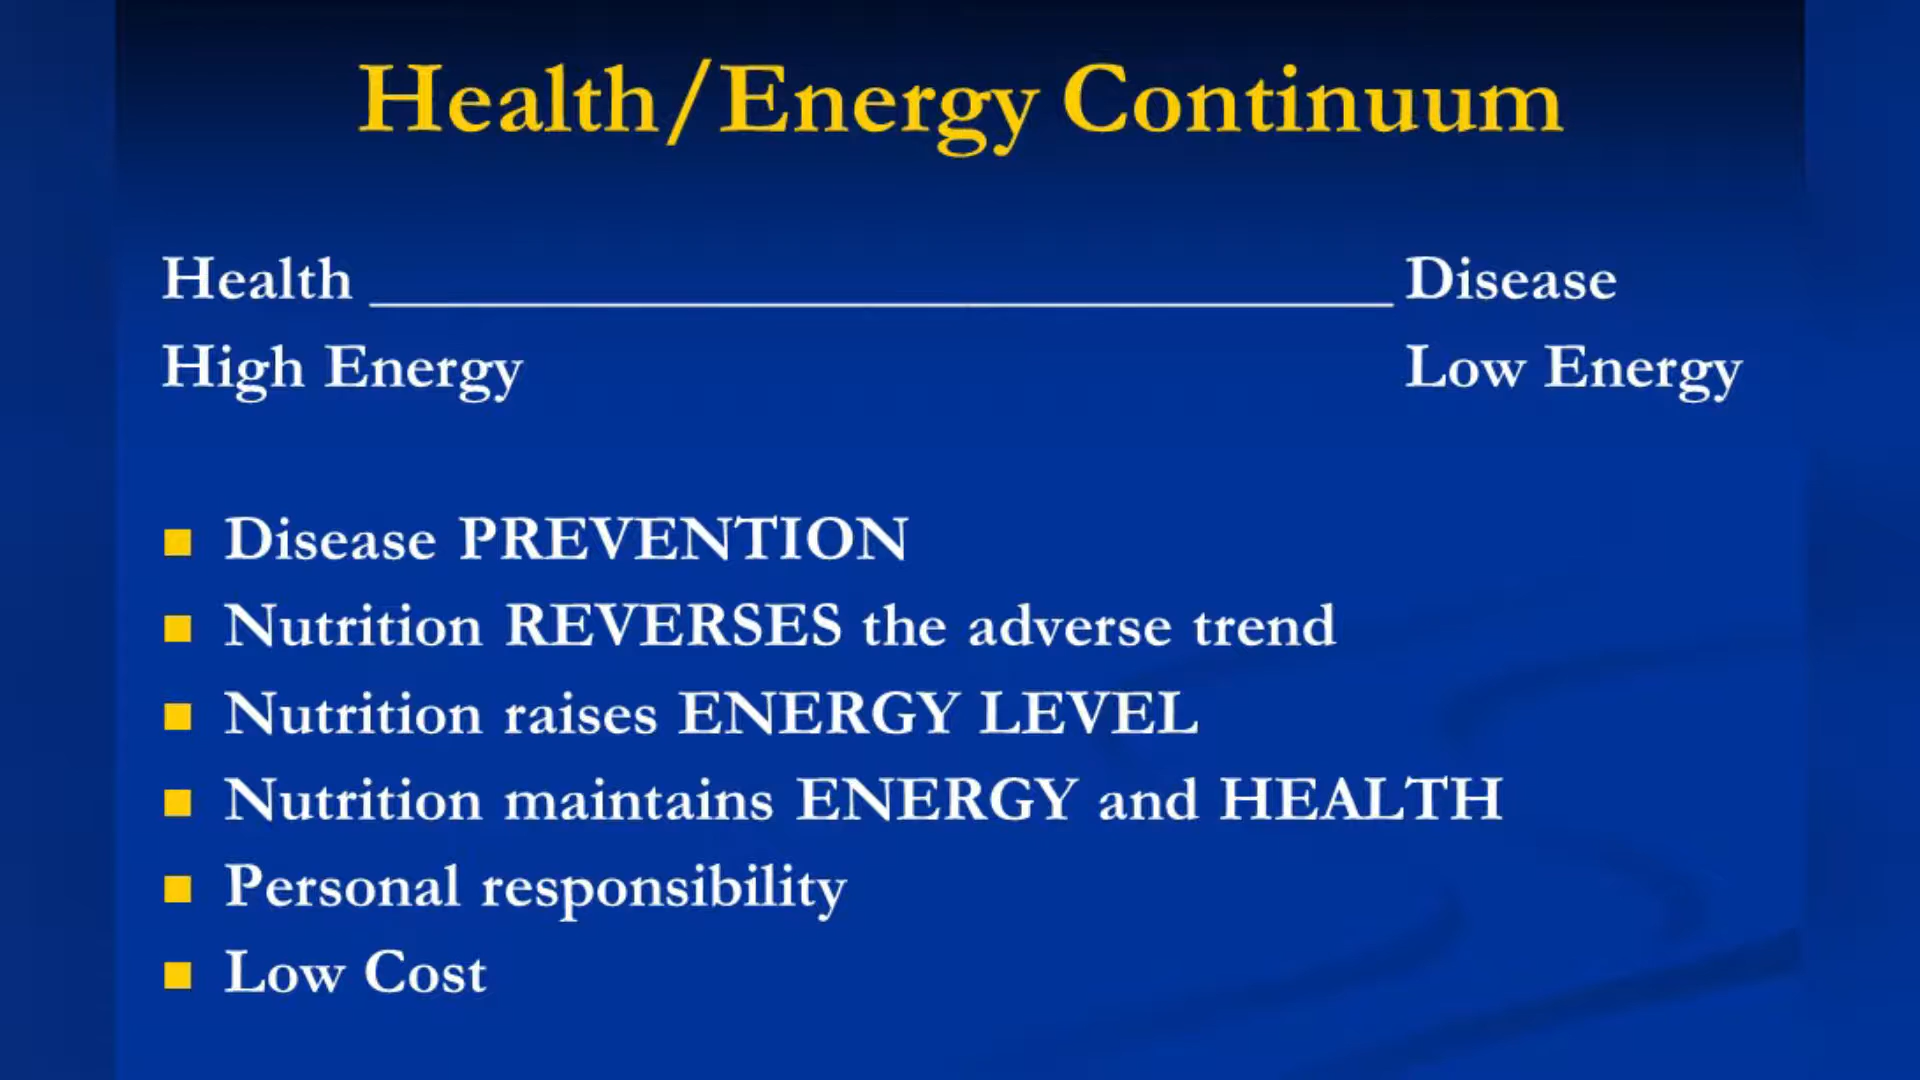 Health/Energy Continuum
Health ______________________________ Disease
High Energy Low Energy
■ Disease PREVENTION
■ Nutrition REVERSES the adverse trend
■ Nutrition raises ENERGY LEVEL
■ Nutrition maintains ENERGY and HEALTH
■ Personal responsibility
■ Low Cost